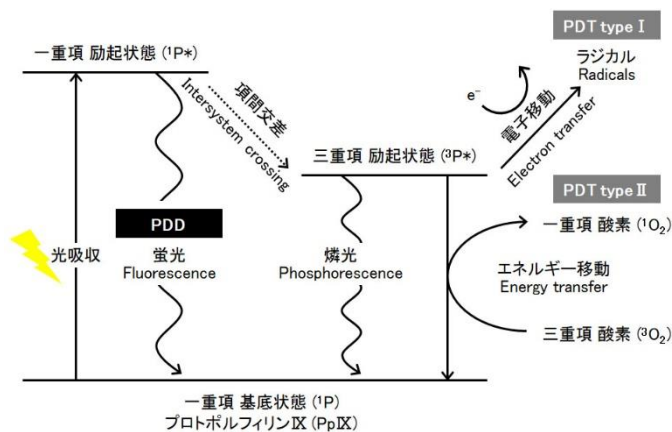 PDT type Ⅰ
一重項 励起状態 (¹P*)
ラジカル
Radicals
項間交差
Intersystem crossing
e⁻
電子移動
Electron transfer
三重項 励起状態 (³P*)
PDT type Ⅱ
PDD
一重項 酸素 (¹O₂)
光吸収
蛍光
Fluorescence
燐光
Phosphorescence
エネルギー移動
Energy transfer
三重項 酸素 (³O₂)
一重項 基底状態 (¹P)
プロトポルフィリンⅨ (PpⅨ)